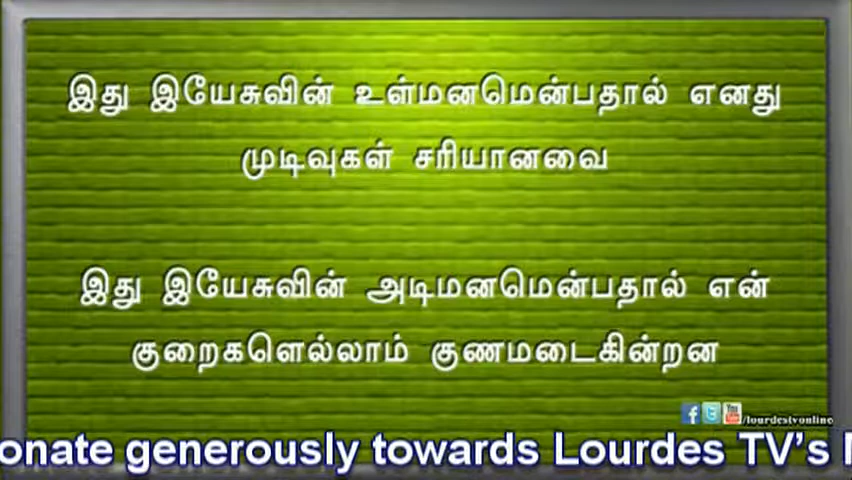 இது இயேசுவின் உள்மனமென்பதால் எனது
முடிவுகள் சரியானவை
இது இயேசுவின் அடிமனமென்பதால் என்
குறைகளெல்லாம் குணமடைகின்றன
/lourdestvonline
onate generously towards Lourdes TV's